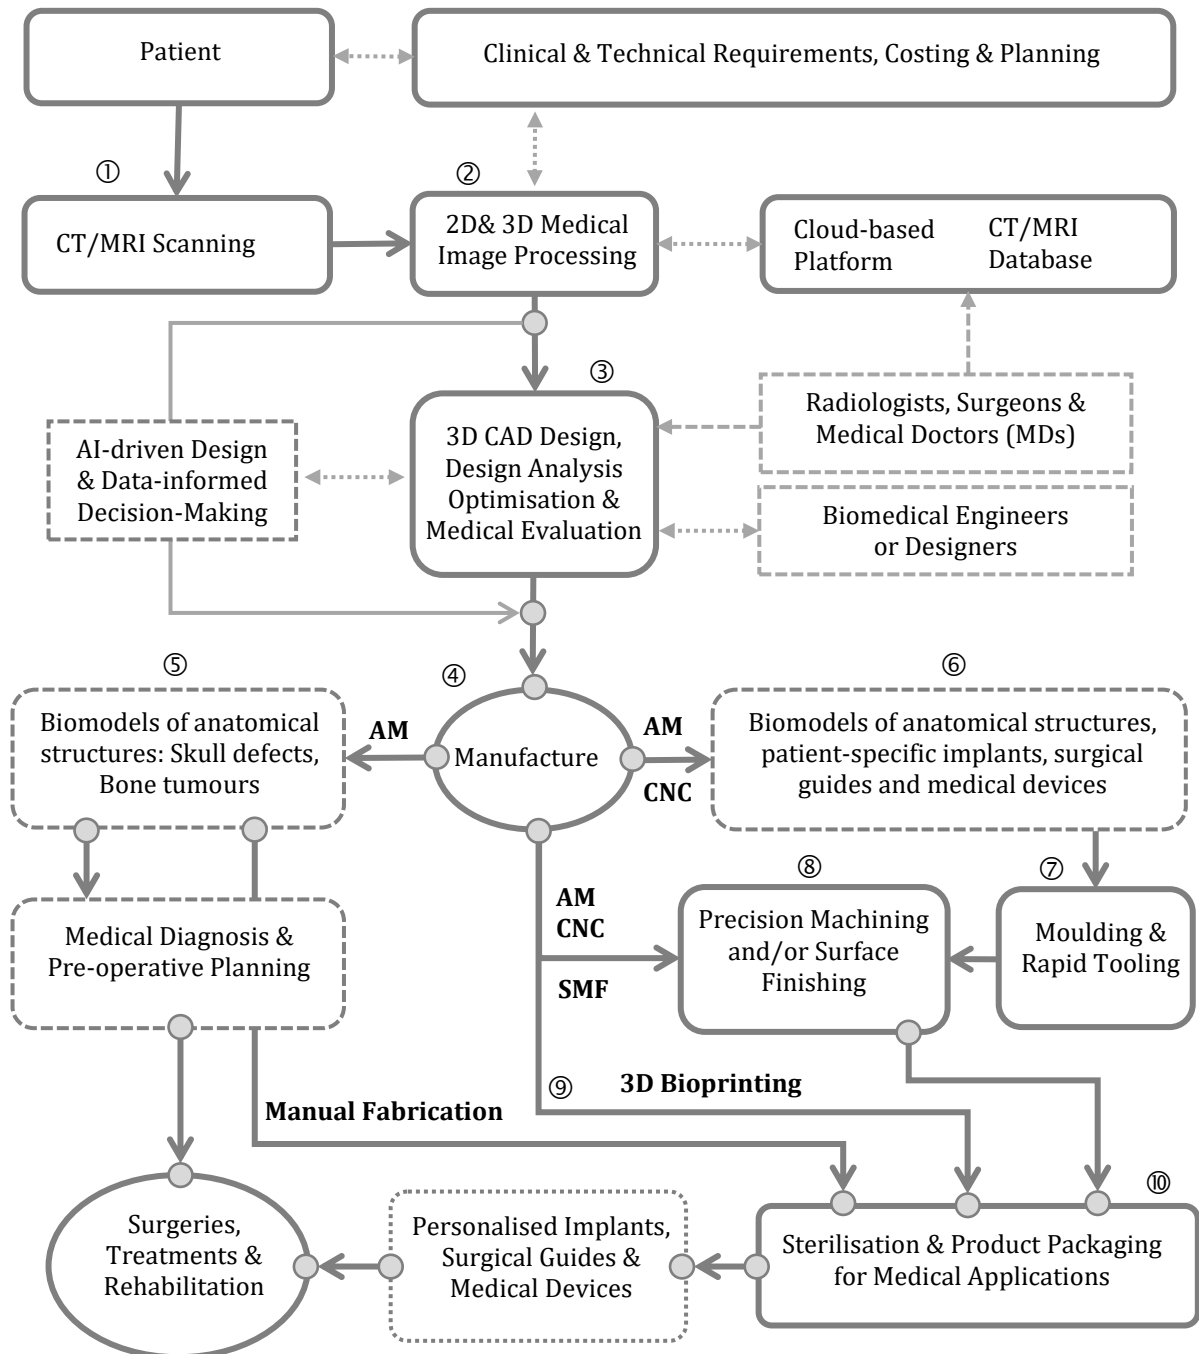 Patient
Clinical & Technical Requirements, Costing & Planning
①
②
CT/MRI Scanning
2D& 3D Medical
Image Processing
Cloud-based
Platform
CT/MRI
Database
③
AI-driven Design
& Data-informed
Decision-Making
3D CAD Design,
Design Analysis
Optimisation &
Medical Evaluation
Radiologists, Surgeons &
Medical Doctors (MDs)
Biomedical Engineers
or Designers
⑤
④
⑥
Biomodels of anatomical
structures: Skull defects,
Bone tumours
AM
Manufacture
AM
CNC
Biomodels of anatomical structures,
patient-specific implants, surgical
guides and medical devices
⑧
⑦
Medical Diagnosis &
Pre-operative Planning
AM
CNC
SMF
Precision Machining
and/or Surface
Finishing
Moulding &
Rapid Tooling
⑨
3D Bioprinting
Manual Fabrication
⑩
Surgeries,
Treatments &
Rehabilitation
Personalised Implants,
Surgical Guides &
Medical Devices
Sterilisation & Product Packaging
for Medical Applications